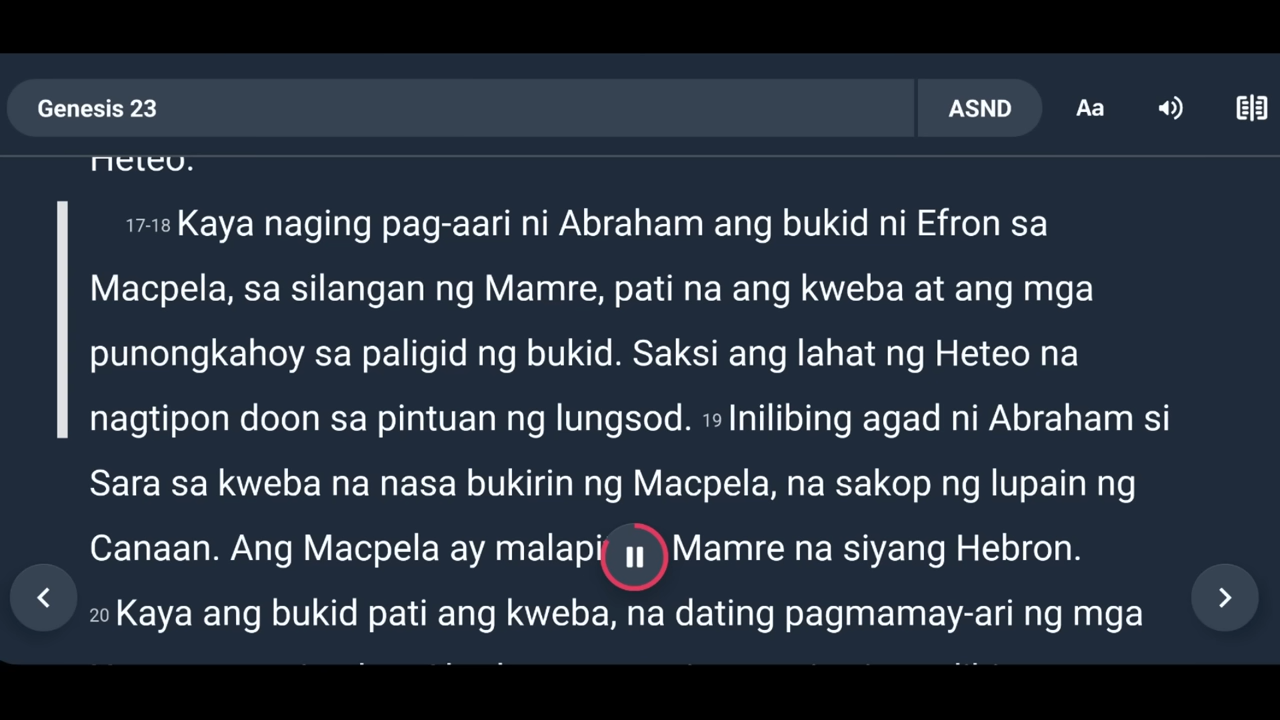 Genesis 23
ASND
Aa
Heteo.
17-18 Kaya naging pag-aari ni Abraham ang bukid ni Efron sa
Macpela, sa silangan ng Mamre, pati na ang kweba at ang mga
punongkahoy sa paligid ng bukid. Saksi ang lahat ng Heteo na
nagtipon doon sa pintuan ng lungsod. 19 Inilibing agad ni Abraham si
Sara sa kweba na nasa bukirin ng Macpela, na sakop ng lupain ng
Canaan. Ang Macpela ay Mamre na siyang Hebron.
20 Kaya ang bukid pati ang kweba, na dating pagmamay-ari ng mga